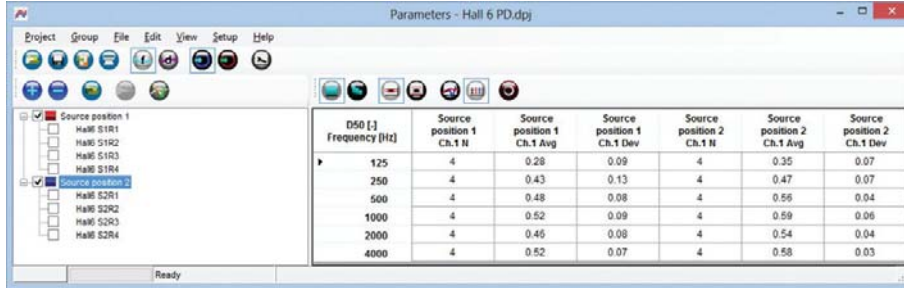 Parameters - Hall 6 PD.dpj
Project Group File Edit View Setup Help
Source position 1
Hall6 S1R1
Hall6 S1R2
Hall6 S1R3
Hall6 S1R4
Source position 2
Hall6 S2R1
Hall6 S2R2
Hall6 S2R3
Hall6 S2R4
D50 [-] Frequency [Hz] Source position 1 Ch.1 N Source position 1 Ch.1 Avg Source position 1 Ch.1 Dev Source position 2 Ch.1 N Source position 2 Ch.1 Avg Source position 2 Ch.1 Dev
125 4 0.28 0.09 4 0.35 0.07
250 4 0.43 0.13 4 0.47 0.07
500 4 0.48 0.08 4 0.56 0.04
1000 4 0.52 0.09 4 0.59 0.06
2000 4 0.46 0.08 4 0.54 0.04
4000 4 0.52 0.07 4 0.58 0.03
Ready